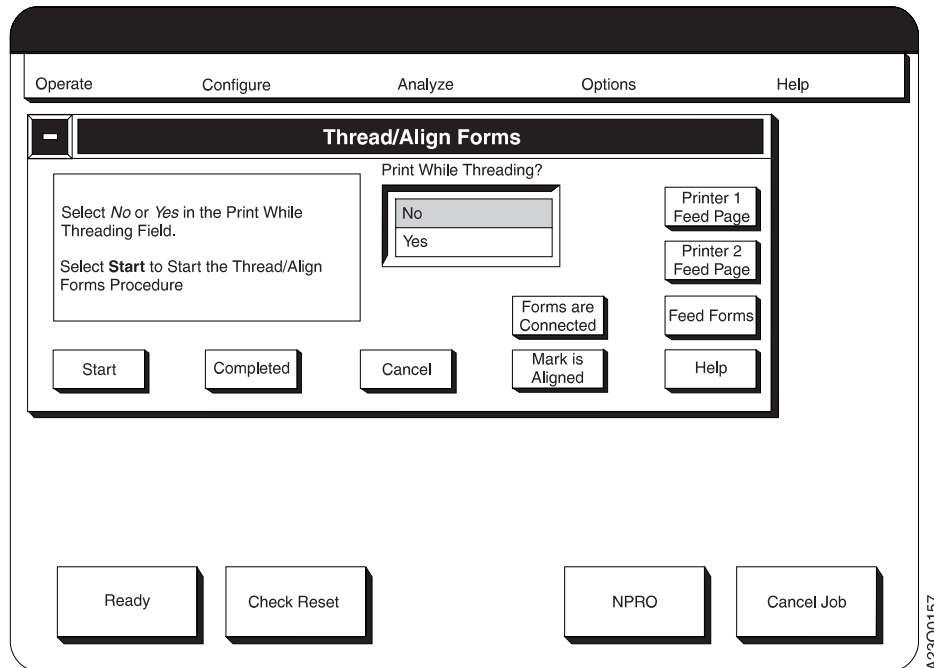 Operate Configure Analyze Options Help
Thread/Align Forms
Print While Threading?
Select No or Yes in the Print While
Threading Field.
Select Start to Start the Thread/Align
Forms Procedure
No
Yes
Printer 1
Feed Page
Printer 2
Feed Page
Forms are
Connected
Feed Forms
Start
Completed
Cancel
Mark is
Aligned
Help
Ready
Check Reset
NPRO
Cancel Job
A23O0157